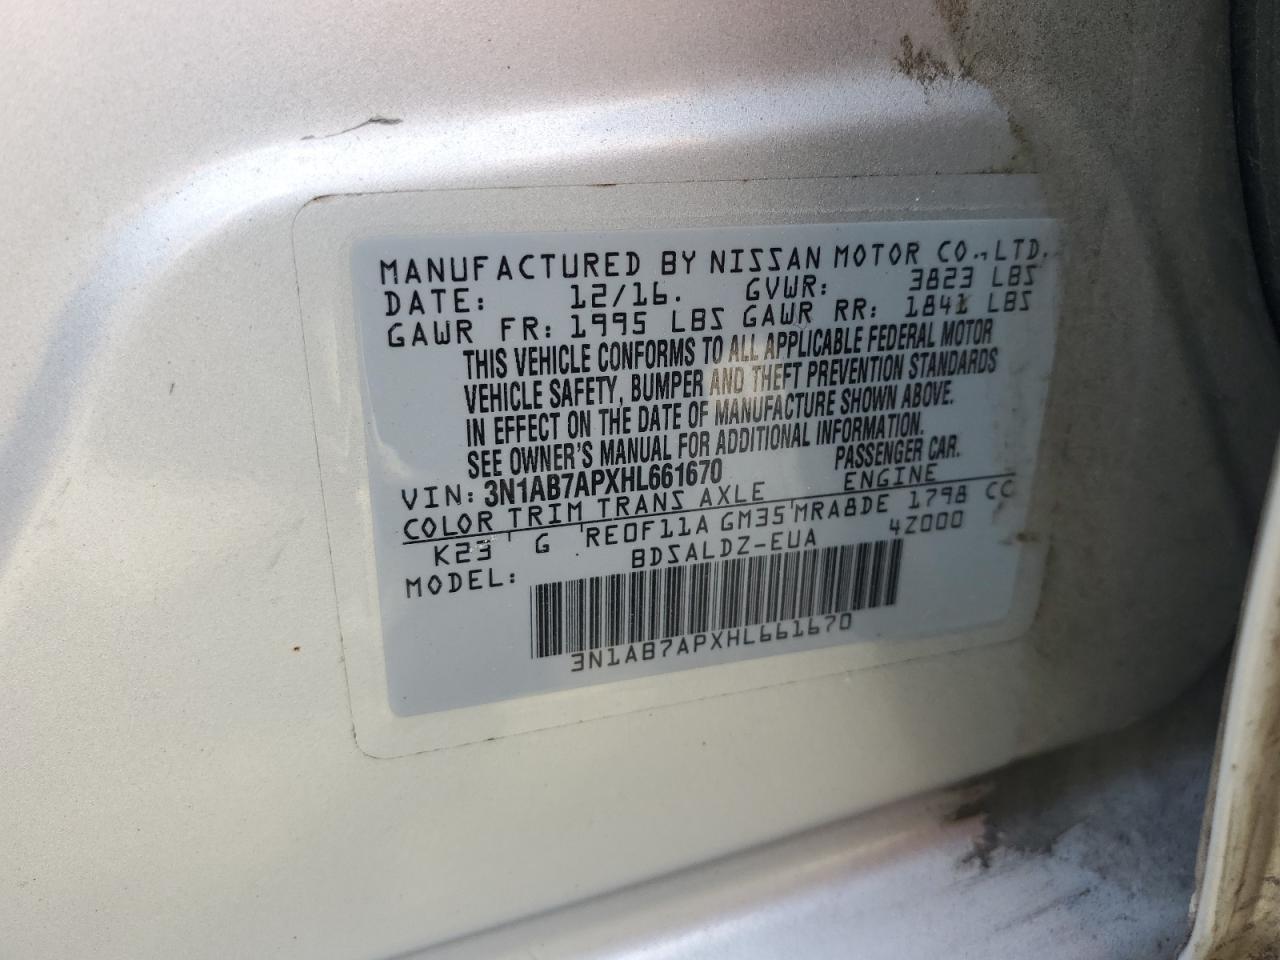 MANUFACTURED BY NISSAN MOTOR CO., LTD.
DATE: 12/16. GVWR: 3823 LBS
GAWR FR: 1995 LBS GAWR RR: 1841 LBS
THIS VEHICLE CONFORMS TO ALL APPLICABLE FEDERAL MOTOR
VEHICLE SAFETY, BUMPER AND THEFT PREVENTION STANDARDS
IN EFFECT ON THE DATE OF MANUFACTURE SHOWN ABOVE.
SEE OWNER'S MANUAL FOR ADDITIONAL INFORMATION.
VIN: 3N1AB7APXHL661670 PASSENGER CAR.
COLOR TRIM TRANS AXLE ENGINE
K23 G RE0F11A GM35 MRA8DE 1798 CC
MODEL: BDSALDZ-EUA 4Z000
3N1AB7APXHL661670